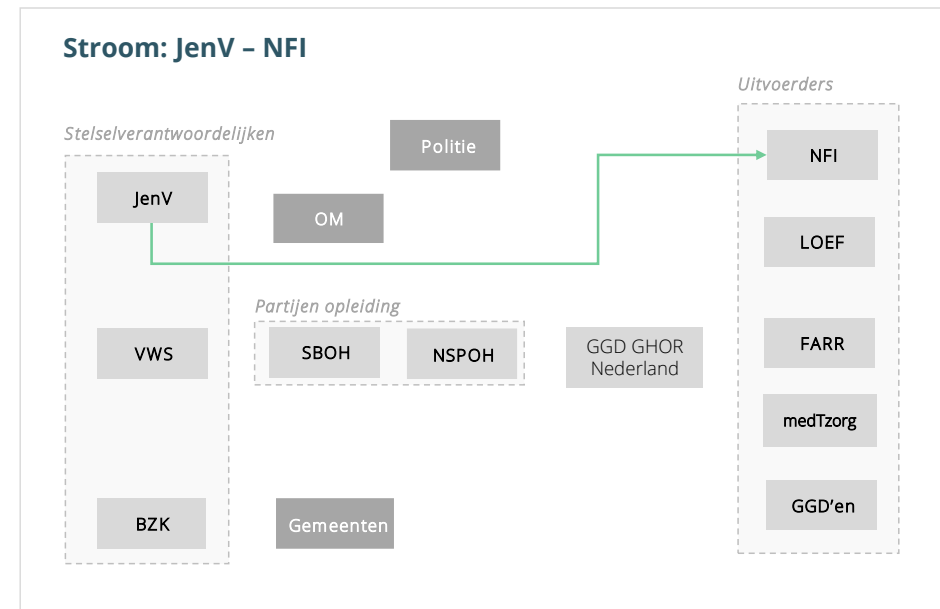 Stroom: JenV – NFI
Uitvoerders
Stelselverantwoordelijken
Politie
NFI
JenV
OM
LOEF
Partijen opleiding
VWS
SBOH
NSPOH
GGD GHOR
Nederland
FARR
medTzorg
GGD’en
BZK
Gemeenten